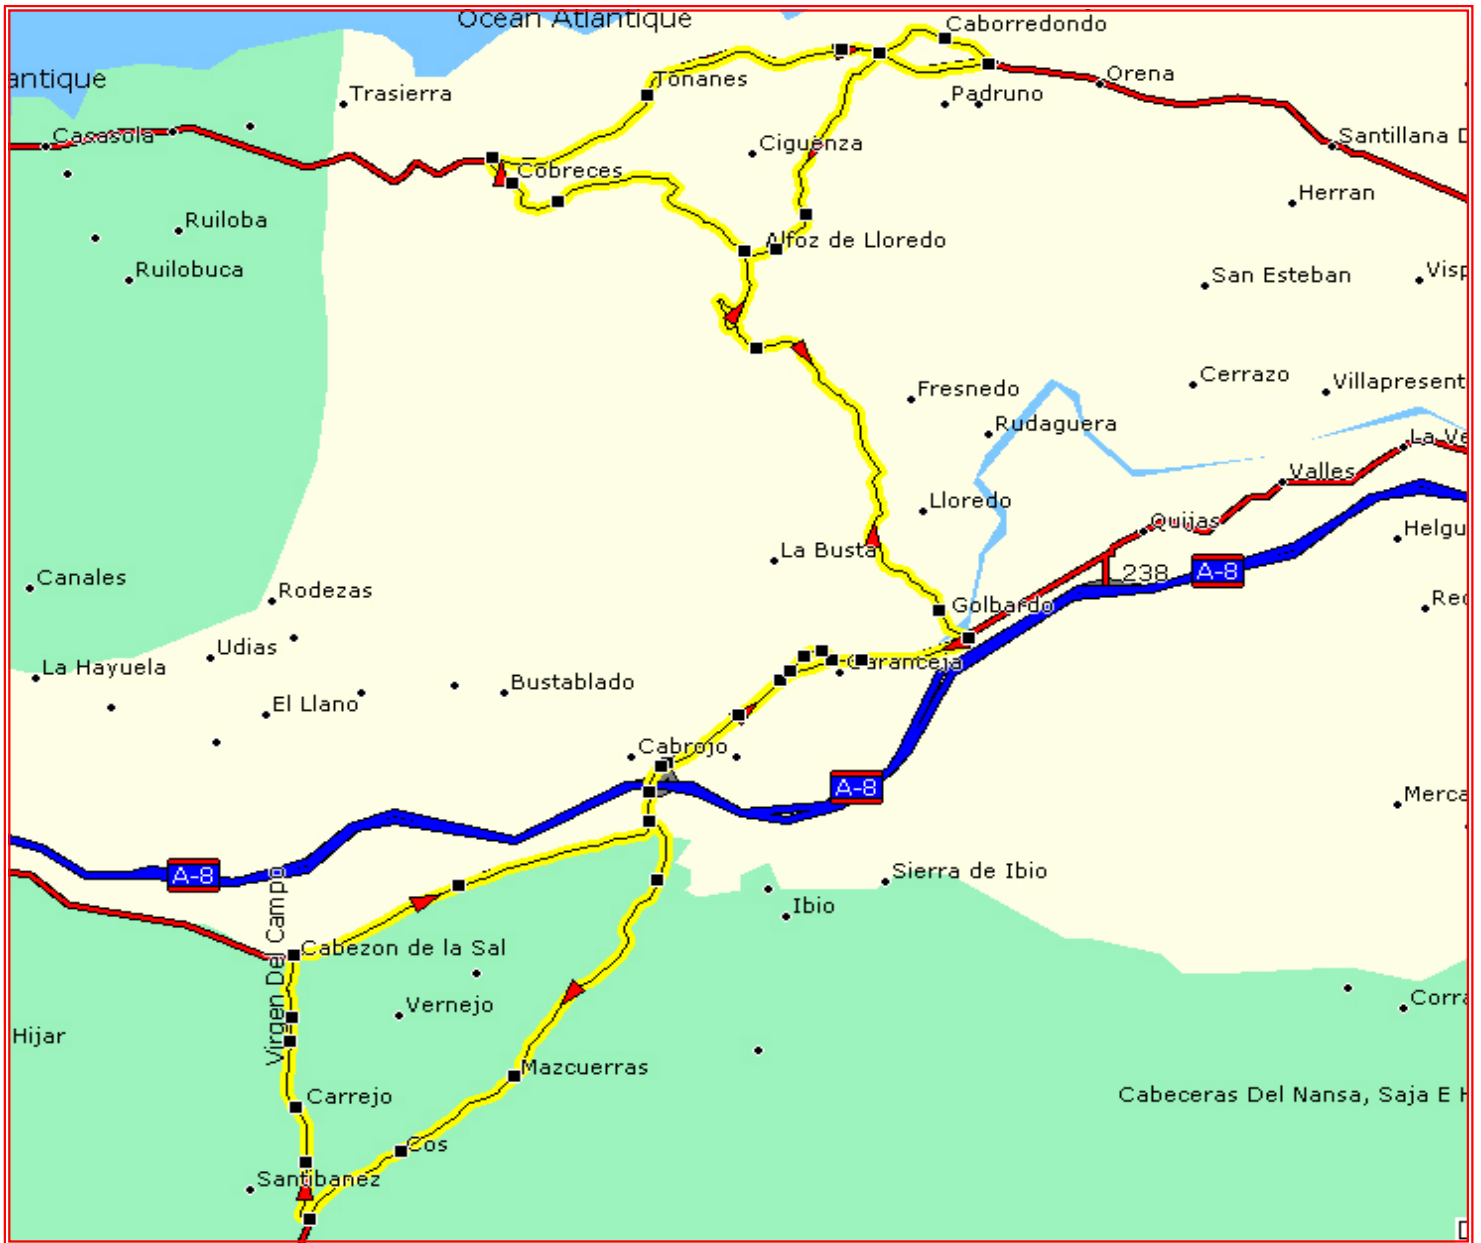 Ocean Atlantique
Caborredondo
antique
Tonanes
Orena
Trasierra
Padruno
Casasola
Ciguenza
Santillana D
Cobreces
Herran
Ruiloba
Alfoz de Lloredo
Ruilobuca
San Esteban
Visp
Fresnedo
Cerrazo
Villapresent
Rudaguera
La Ve
Valles
Lloredo
Quijas
Helgu
La Busta
238
A-8
Canales
Rodezas
Golbardo
Rec
Udias
La Hayuela
Caranceja
Bustablado
El Llano
Cabrojo
A-8
Merca
A-8
Sierra de Ibio
Ibio
Virgen Del Campo
Cabezon de la Sal
Vernejo
Corra
Hijar
Mazcuerras
Carrejo
Cabeceras Del Nansa, Saja E H
Cos
Santibanez